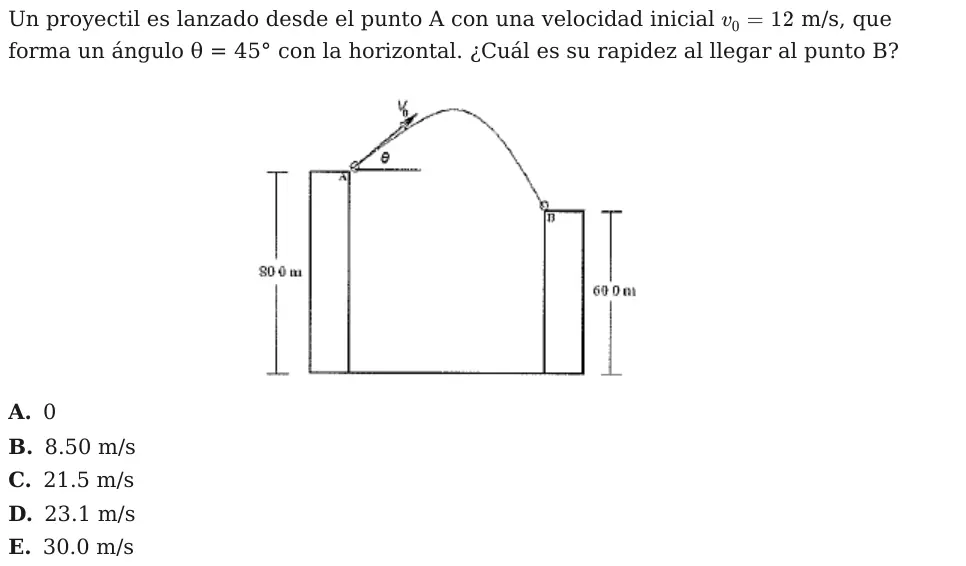 Un proyectil es lanzado desde el punto A con una velocidad inicial v₀ = 12 m/s, que
forma un ángulo θ = 45° con la horizontal. ¿Cuál es su rapidez al llegar al punto B?
V₀
θ
A
B
80 0 m
60 0 m
A. 0
B. 8.50 m/s
C. 21.5 m/s
D. 23.1 m/s
E. 30.0 m/s